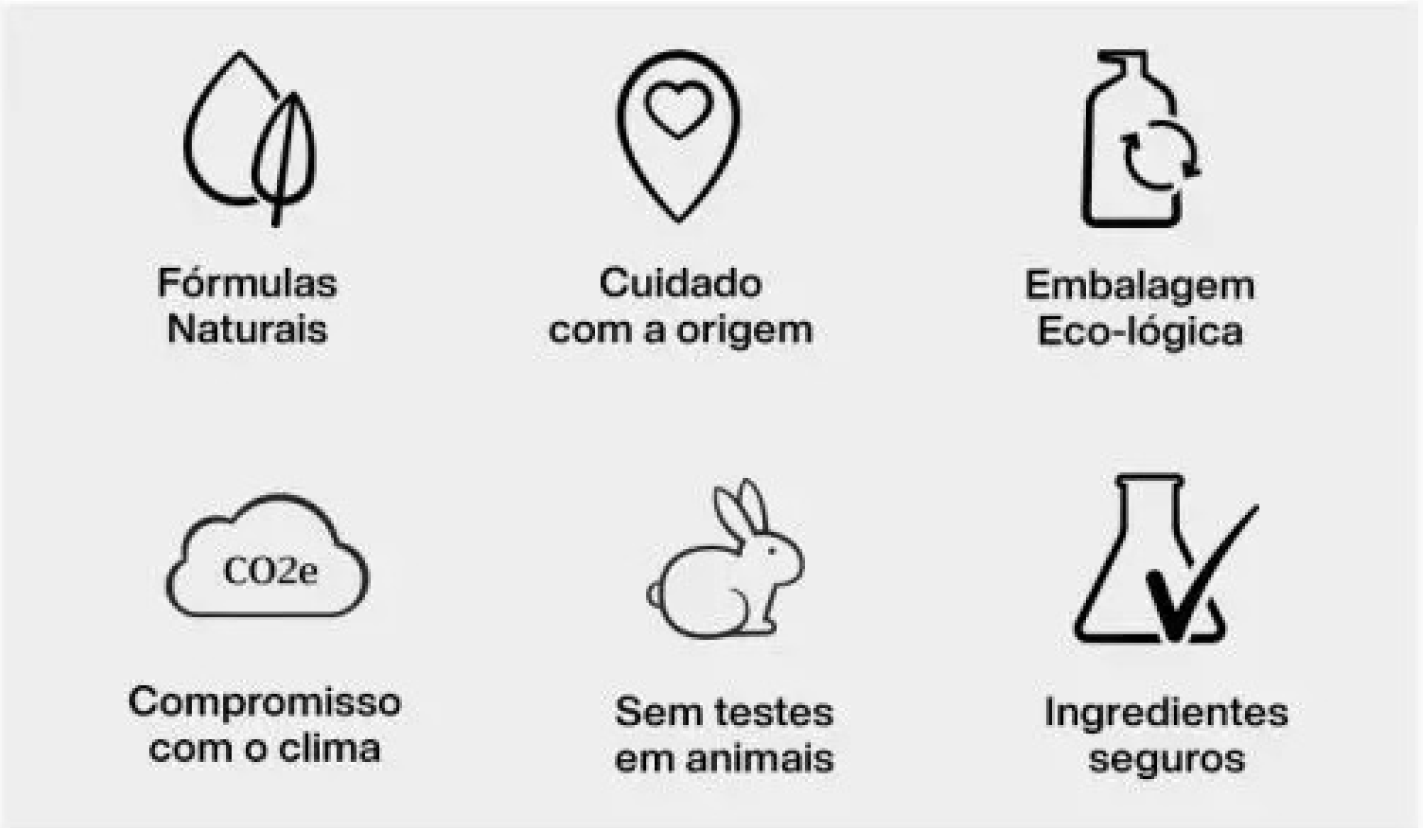 Fórmulas
Naturais
Cuidado
com a origem
Embalagem
Eco-lógica
CO2e
Compromisso
com o clima
Sem testes
em animais
Ingredientes
seguros